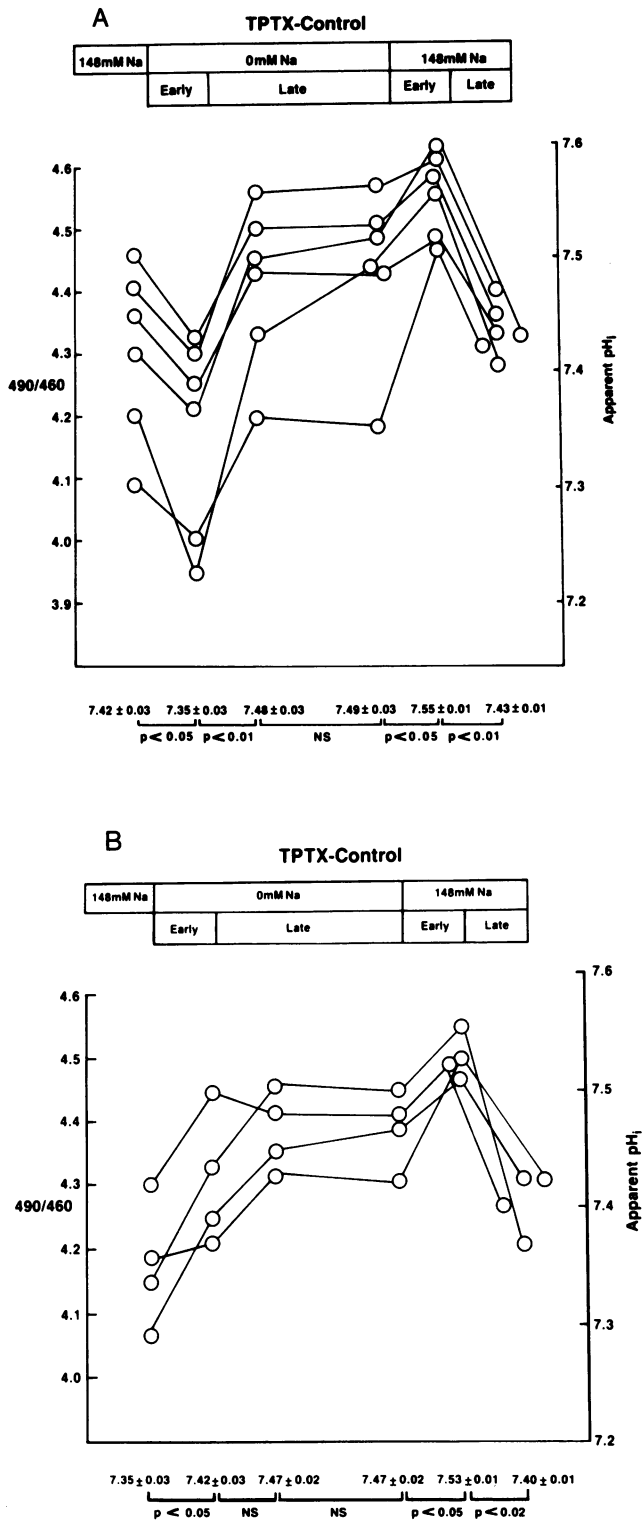 A
TPTX-Control
148mM Na 0mM Na 148mM Na
Early Late Early Late
4.6
4.5
4.4
4.3
490/460
4.2
4.1
4.0
3.9
7.6
7.5
7.4
7.3
7.2
Apparent pHi
7.42 ± 0.03 7.35 ± 0.03 7.48 ± 0.03 7.49 ± 0.03 7.55 ± 0.01 7.43 ± 0.01
p < 0.05 p < 0.01 NS p < 0.05 p < 0.01
B
TPTX-Control
148mM Na 0mM Na 148mM Na
Early Late Early Late
4.6
4.5
4.4
4.3
490/460
4.2
4.1
4.0
7.6
7.5
7.4
7.3
7.2
Apparent pHi
7.35 ± 0.03 7.42 ± 0.03 7.47 ± 0.02 7.47 ± 0.02 7.53 ± 0.01 7.40 ± 0.01
p < 0.05 NS NS p < 0.05 p < 0.02